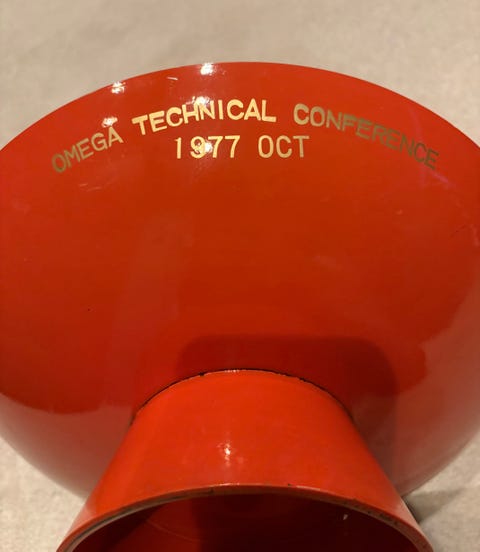 OMEGA TECHNICAL CONFERENCE
1977 OCT